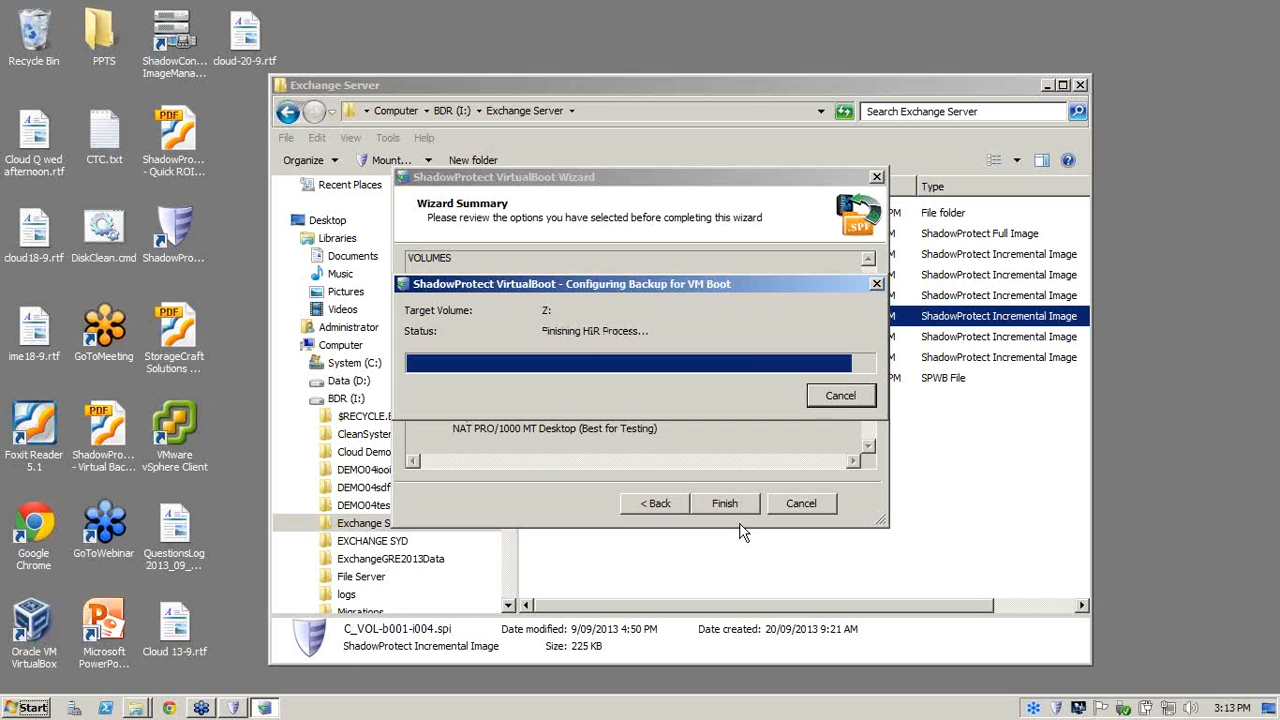 Recycle Bin
PPTS
ShadowCon...
ImageMana...
cloud-20-9.rtf
Cloud Q wed
afternoon.rtf
CTC.txt
ShadowPro...
- Quick ROI...
cloud18-9.rtf
DiskClean.cmd
ShadowPro...
ime18-9.rtf
GoToMeeting
StorageCraft
Solutions ...
Foxit Reader
5.1
ShadowPro...
- Virtual Bac...
VMware
vSphere Client
Google
Chrome
GoToWebinar
QuestionsLog
2013_09_...
Oracle VM
VirtualBox
Microsoft
PowerPo...
Cloud 13-9.rtf
Exchange Server
Computer
BDR (I:)
Exchange Server
Search Exchange Server
File Edit View Tools Help
Organize Mount... New folder
Recent Places
Desktop
Libraries
Documents
Music
Pictures
Videos
Administrator
Computer
System (C:)
Data (D:)
BDR (I:)
$RECYCLE.E
CleanSystem
Cloud Demo
DEMO04iooi
DEMO04sdf
DEMO04tes
Exchange S
EXCHANGE SYD
ExchangeGRE2013Data
File Server
logs
Migrations
Type
File folder
ShadowProtect Full Image
ShadowProtect Incremental Image
ShadowProtect Incremental Image
ShadowProtect Incremental Image
ShadowProtect Incremental Image
ShadowProtect Incremental Image
ShadowProtect Incremental Image
SPWB File
ShadowProtect VirtualBoot Wizard
Wizard Summary
Please review the options you have selected before completing this wizard
.SPF
VOLUMES
ShadowProtect VirtualBoot - Configuring Backup for VM Boot
Target Volume: Z:
Status: Finishing HIR Process...
Cancel
NAT PRO/1000 MT Desktop (Best for Testing)
< Back Finish Cancel
C_VOL-b001-i004.spi Date modified: 9/09/2013 4:50 PM Date created: 20/09/2013 9:21 AM
ShadowProtect Incremental Image Size: 225 KB
Start
3:13 PM